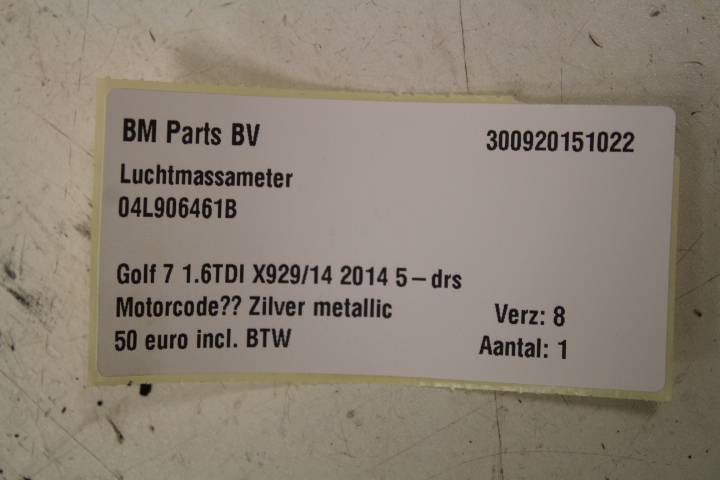 BM Parts BV 300920151022
Luchtmassameter
04L906461B
Golf 7 1.6TDI X929/14 2014 5-drs
Motorcode?? Zilver metallic Verz: 8
50 euro incl. BTW Aantal: 1